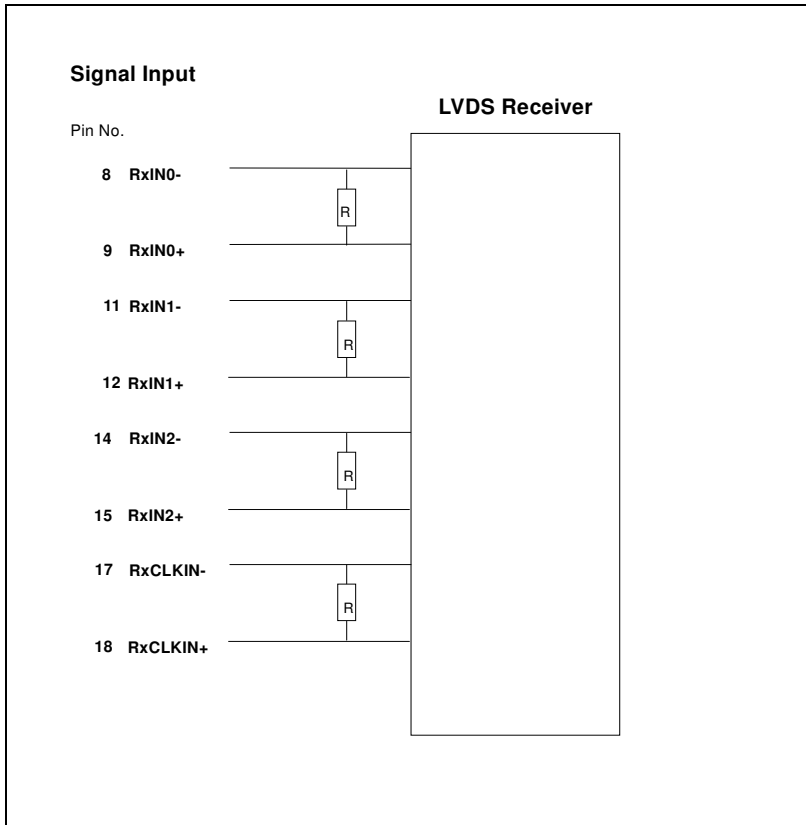 Signal Input
LVDS Receiver
Pin No.
8 RxIN0-
R
9 RxIN0+
11 RxIN1-
R
12 RxIN1+
14 RxIN2-
R
15 RxIN2+
17 RxCLKIN-
R
18 RxCLKIN+